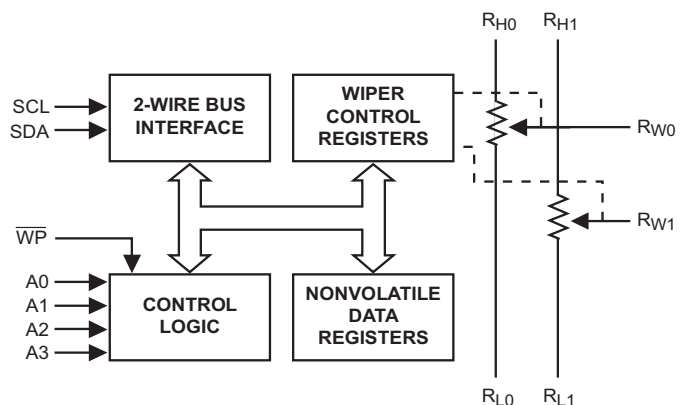 RH0 RH1
SCL
SDA
2-WIRE BUS
INTERFACE
WIPER
CONTROL
REGISTERS
RW0
RW1
WP
A0
A1
A2
A3
CONTROL
LOGIC
NONVOLATILE
DATA
REGISTERS
RL0 RL1